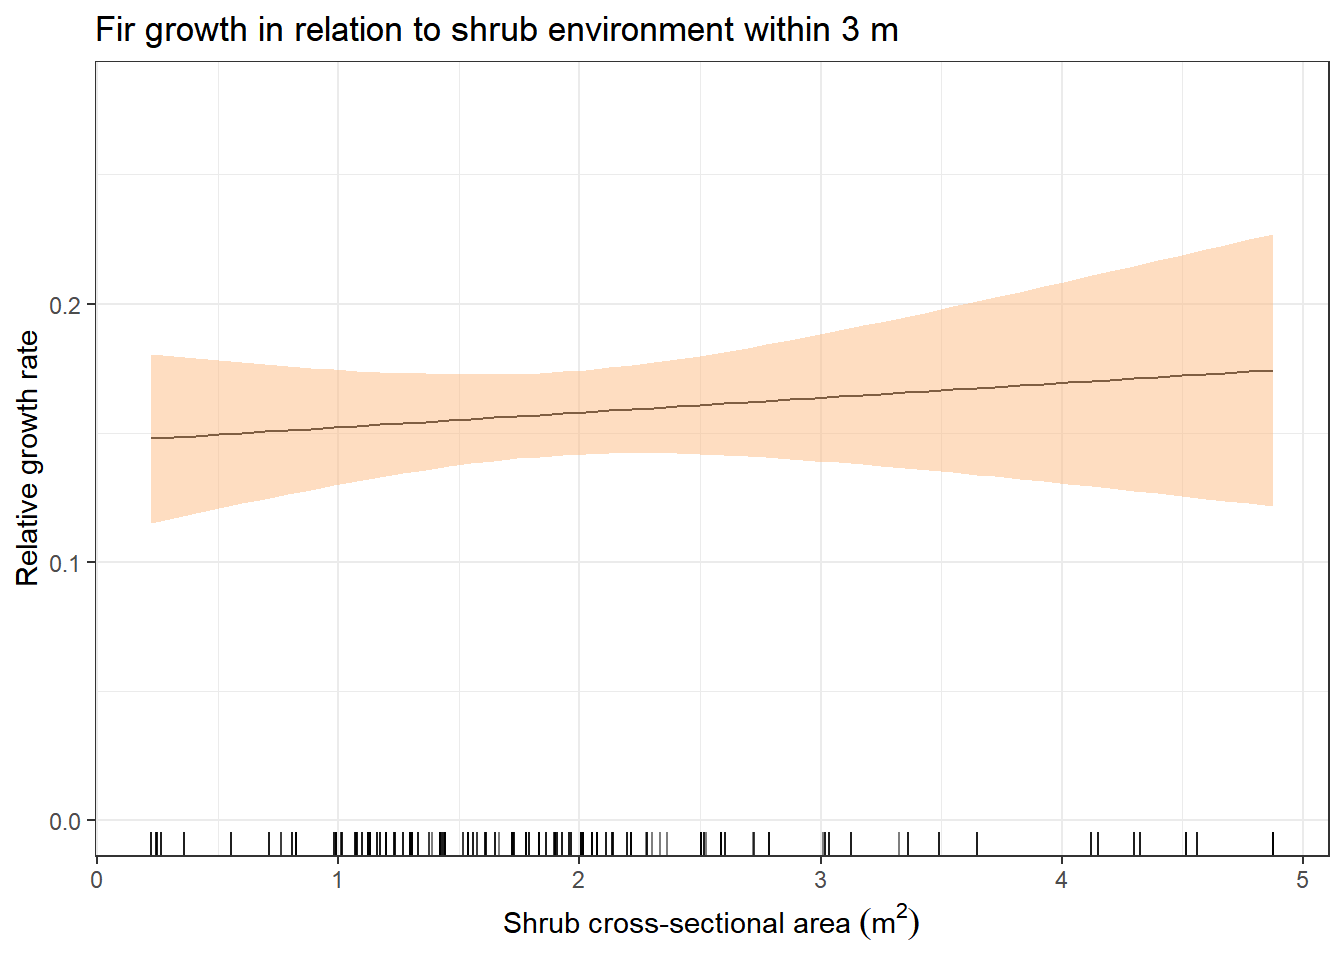 Fir growth in relation to shrub environment within 3 m
Relative growth rate
0.2
0.1
0.0
0 1 2 3 4 5
Shrub cross-sectional area (m²)